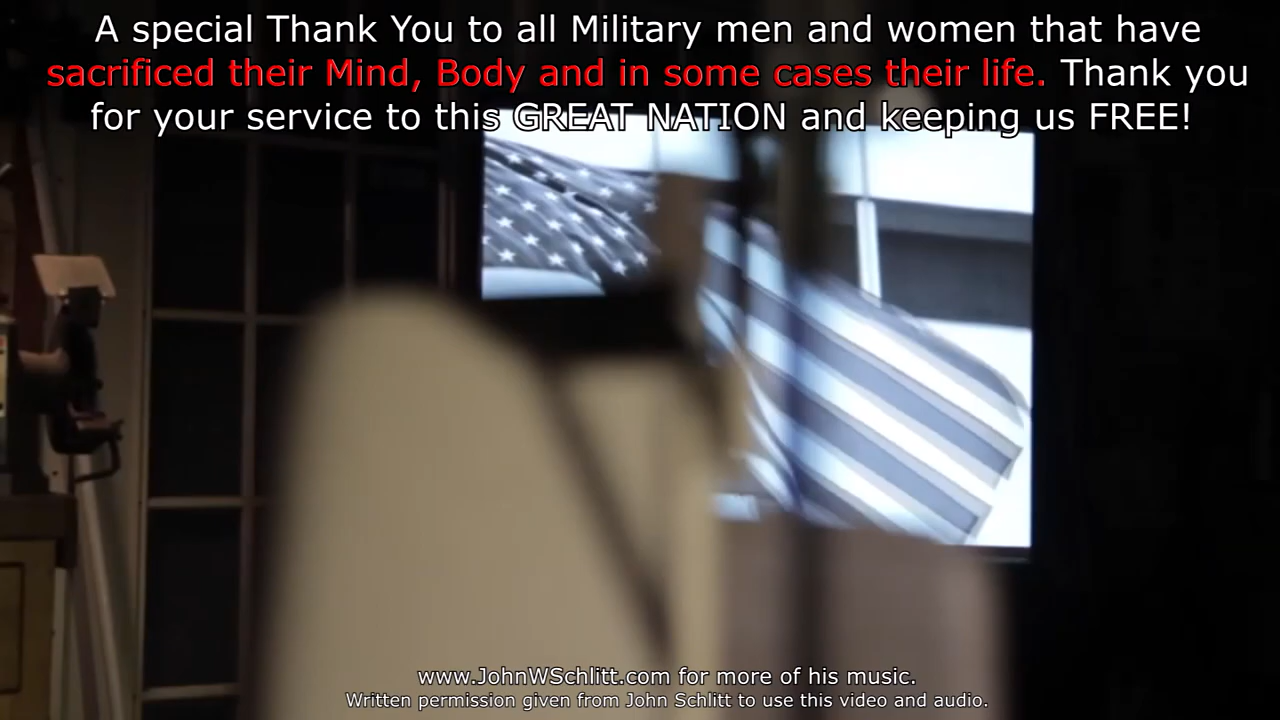 A special Thank You to all Military men and women that have
sacrificed their Mind, Body and in some cases their life. Thank you
for your service to this GREAT NATION and keeping us FREE!
www.JohnWSchlitt.com for more of his music.
Written permission given from John Schlitt to use this video and audio.